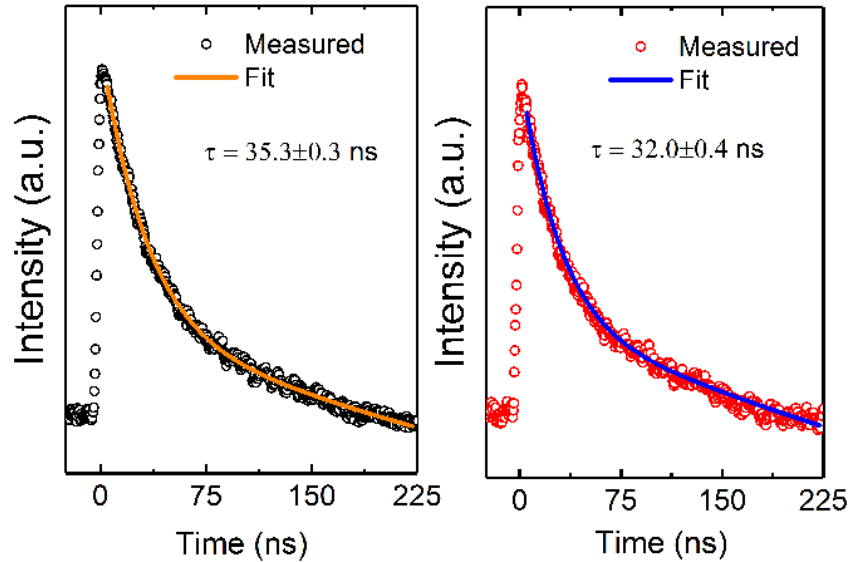 Measured
Fit
τ = 35.3±0.3 ns
Intensity (a.u.)
0 75 150 225
Time (ns)
Measured
Fit
τ = 32.0±0.4 ns
Intensity (a.u.)
0 75 150 225
Time (ns)